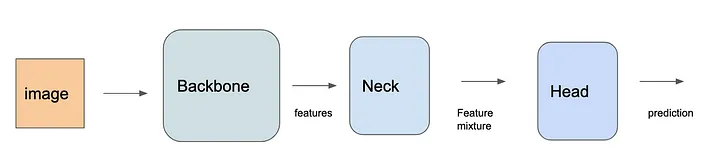 image
Backbone
features
Neck
Feature
mixture
Head
prediction